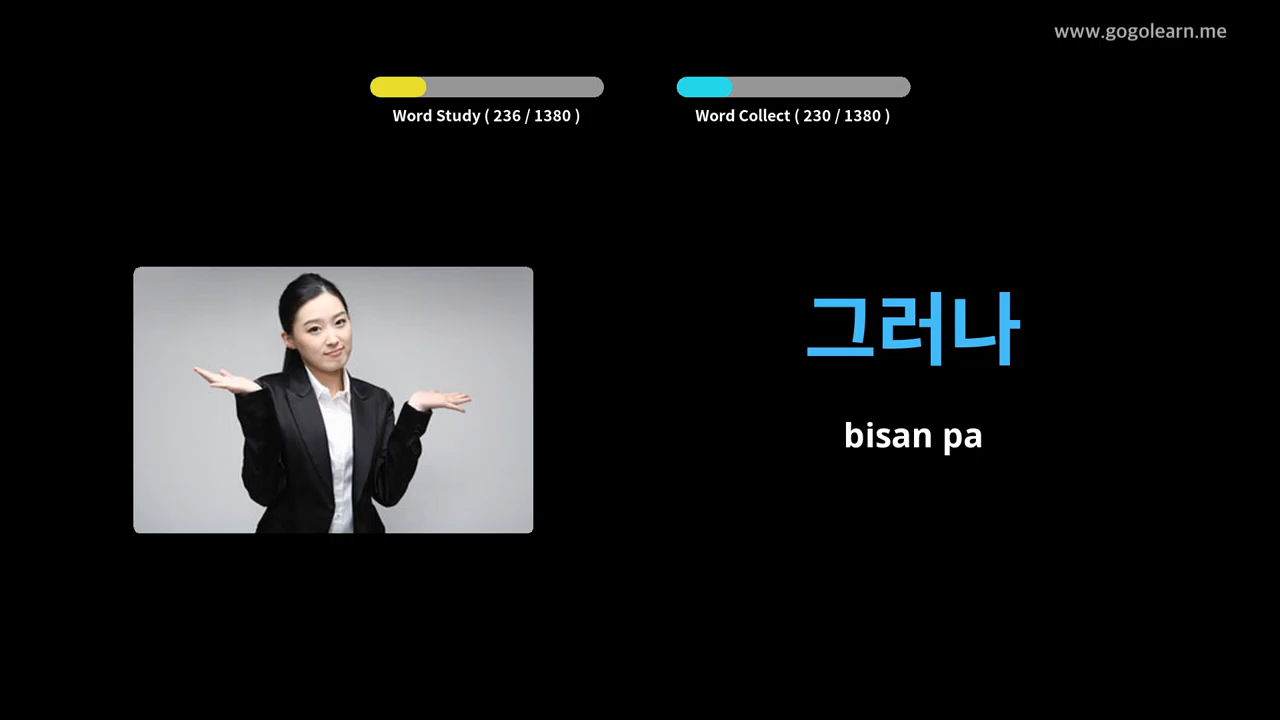 www.gogolearn.me
Word Study ( 236 / 1380 )
Word Collect ( 230 / 1380 )
그러나
bisan pa